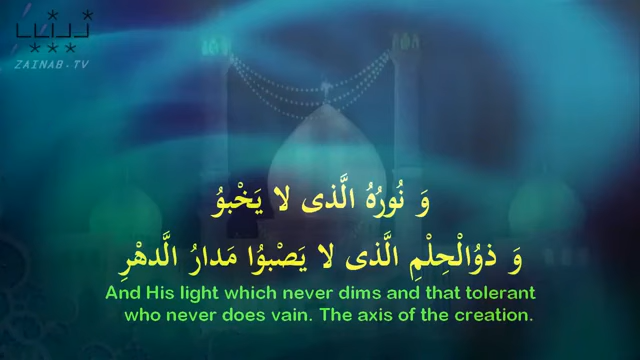 ZAINAB.TV
وَ نُورُهُ الَّذى لا يَخْبوُ
وَ ذوُالْحِلْمِ الَّذى لا يَصْبوُا مَدارُ الَّدهْرِ
And His light which never dims and that tolerant
who never does vain. The axis of the creation.